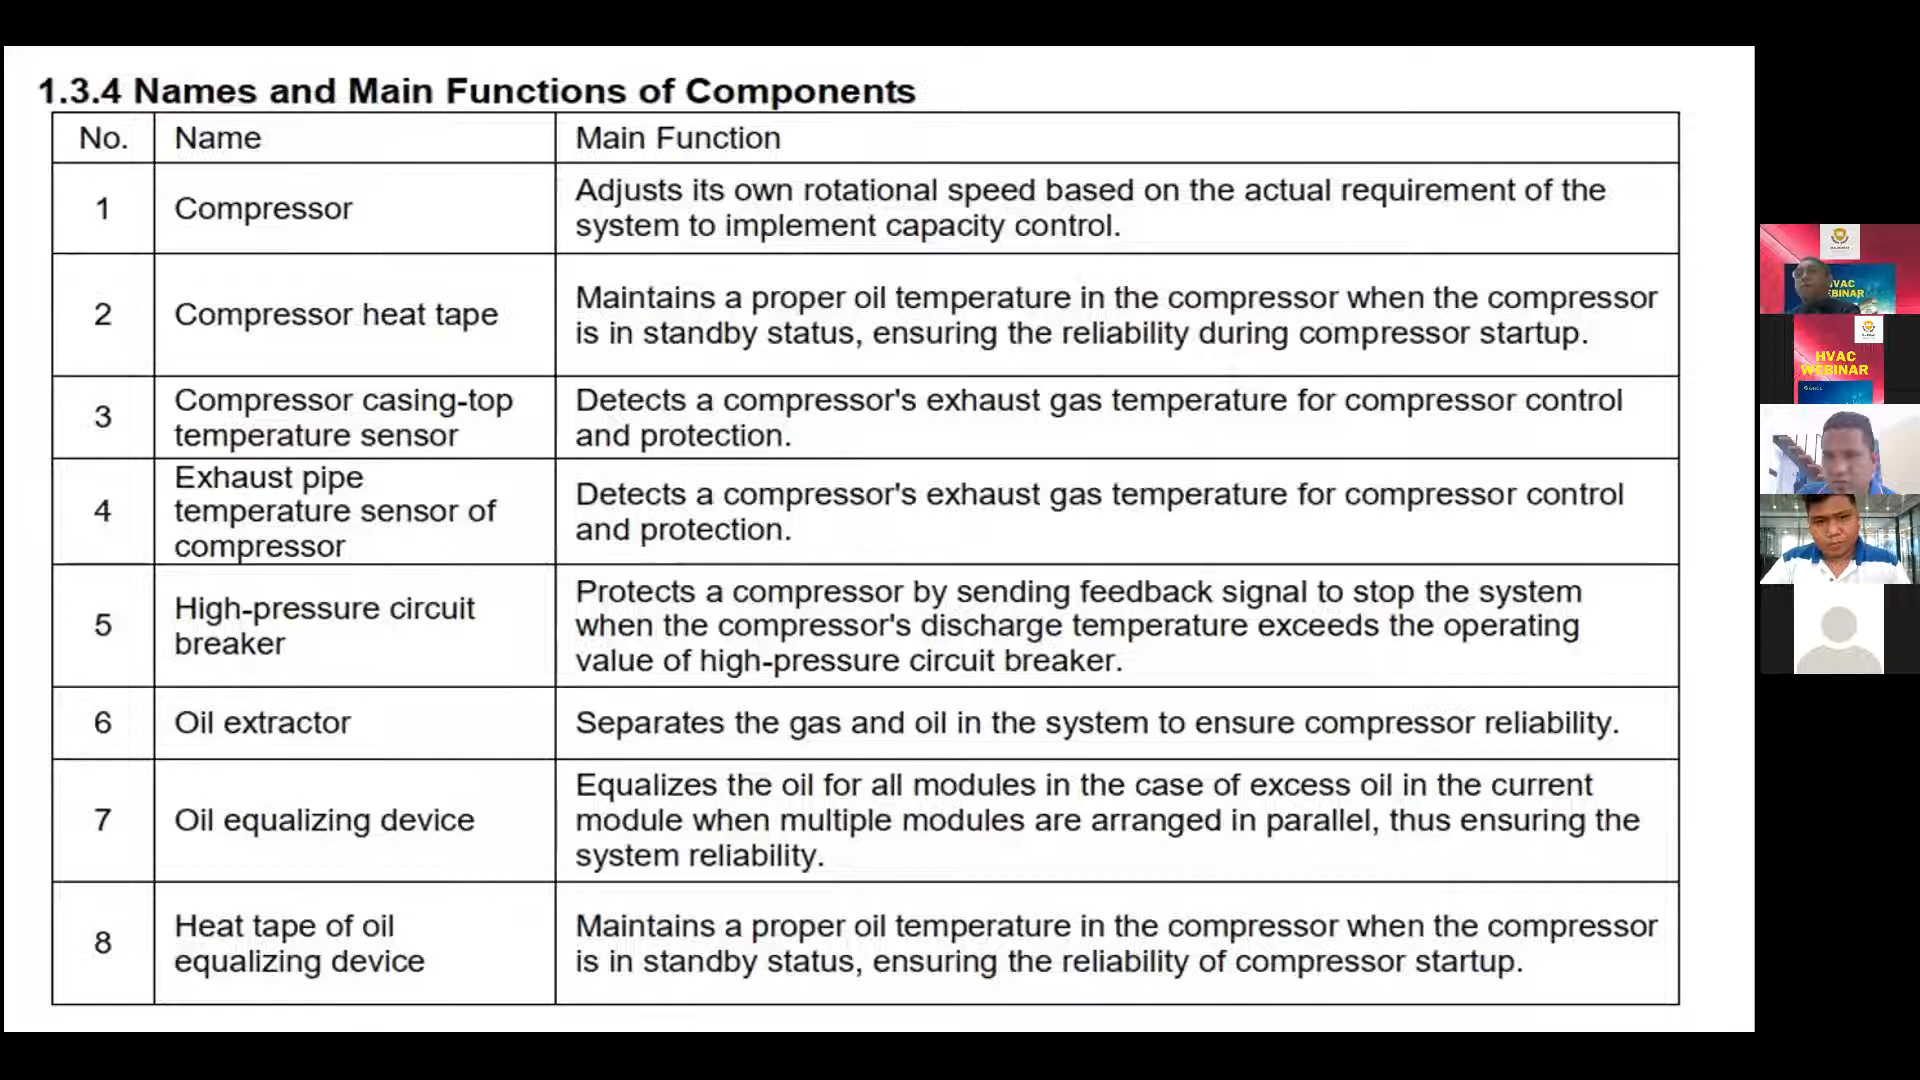 1.3.4 Names and Main Functions of Components
No. Name Main Function
1 Compressor
Adjusts its own rotational speed based on the actual requirement of the
system to implement capacity control.
2 Compressor heat tape
Maintains a proper oil temperature in the compressor when the compressor
is in standby status, ensuring the reliability during compressor startup.
3
Compressor casing-top
temperature sensor
Detects a compressor's exhaust gas temperature for compressor control
and protection.
4
Exhaust pipe
temperature sensor of
compressor
Detects a compressor's exhaust gas temperature for compressor control
and protection.
5
High-pressure circuit
breaker
Protects a compressor by sending feedback signal to stop the system
when the compressor's discharge temperature exceeds the operating
value of high-pressure circuit breaker.
6 Oil extractor
Separates the gas and oil in the system to ensure compressor reliability.
7 Oil equalizing device
Equalizes the oil for all modules in the case of excess oil in the current
module when multiple modules are arranged in parallel, thus ensuring the
system reliability.
8
Heat tape of oil
equalizing device
Maintains a proper oil temperature in the compressor when the compressor
is in standby status, ensuring the reliability of compressor startup.
HVAC
WEBINAR